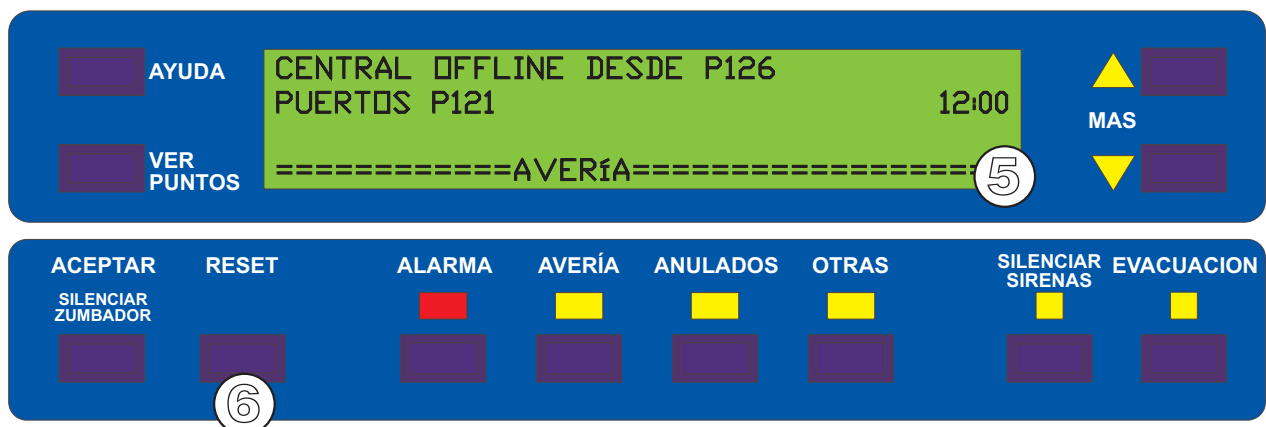 AYUDA
CENTRAL OFFLINE DESDE P126
PUERTOS P121 12:00
MAS
VER
PUNTOS
============AVERíA==================
5
ACEPTAR RESET ALARMA AVERÍA ANULADOS OTRAS SILENCIAR
SIRENAS EVACUACION
SILENCIAR
ZUMBADOR
6